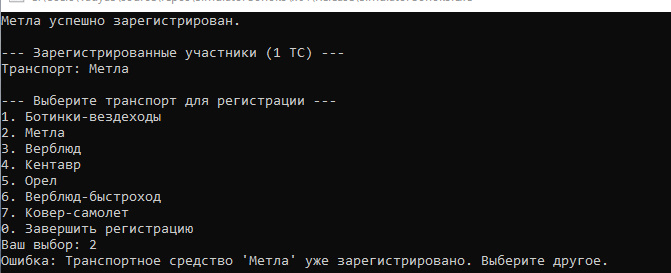 Метла успешно зарегистрирован.
--- Зарегистрированные участники (1 ТС) ---
Транспорт: Метла
--- Выберите транспорт для регистрации ---
1. Ботинки-вездеходы
2. Метла
3. Верблюд
4. Кентавр
5. Орел
6. Верблюд-быстроход
7. Ковер-самолет
0. Завершить регистрацию
Ваш выбор: 2
Ошибка: Транспортное средство 'Метла' уже зарегистрировано. Выберите другое.